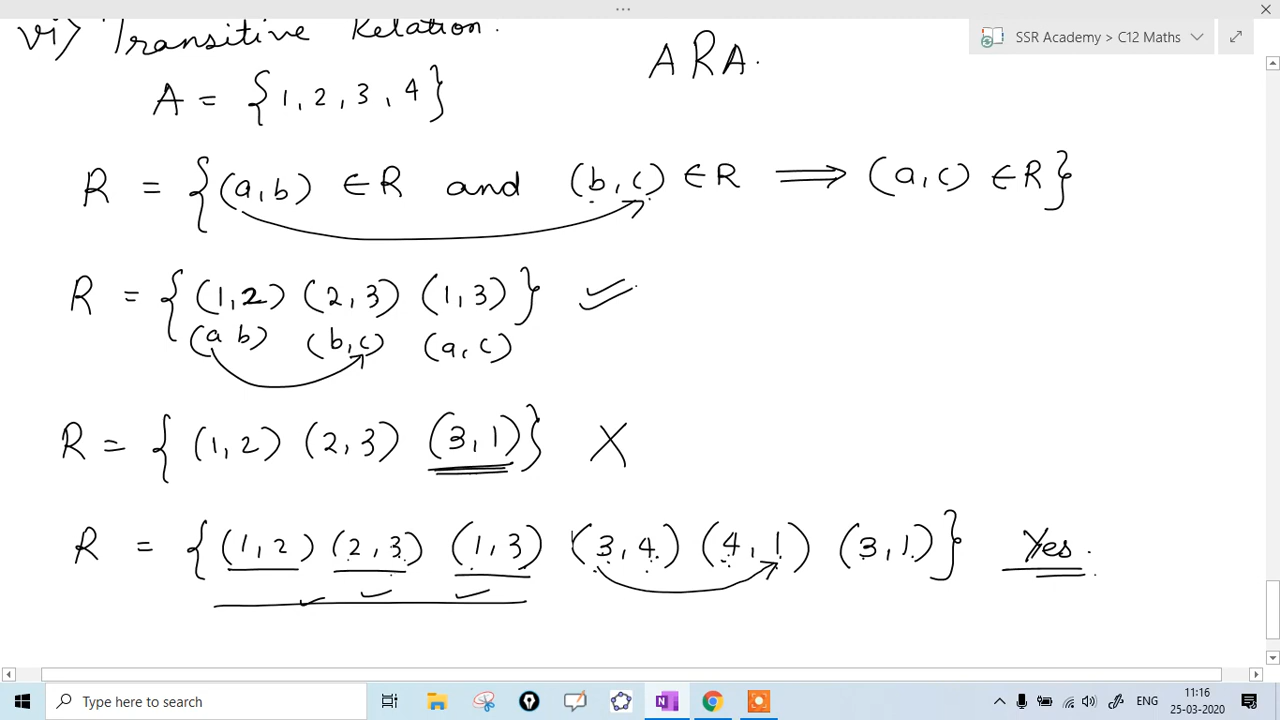 ...
SSR Academy > C12 Maths
vi) Transitive Relation.
A R A.
A = {1, 2, 3, 4}
R = {(a, b) ∈ R and (b, c) ∈ R ⟹ (a, c) ∈ R}
R = {(1, 2) (2, 3) (1, 3)} ✓
(a b) (b, c) (a, c)
R = { (1, 2) (2, 3) (3, 1)} X
R = {(1, 2) (2, 3) (1, 3) (3, 4) (4, 1) (3, 1)} Yes.
Type here to search
11:16
25-03-2020